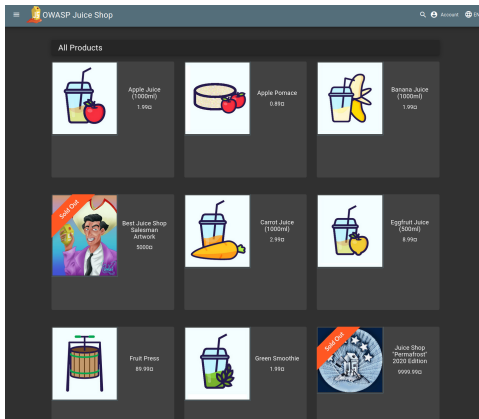 OWASP Juice Shop
Account
EN
All Products
Apple Juice
(1000ml)
1.99¤
Apple Pomace
0.89¤
Banana Juice
(1000ml)
1.99¤
Sold Out
Best Juice Shop
Salesman
Artwork
5000¤
Carrot Juice
(1000ml)
2.99¤
Eggfruit Juice
(500ml)
8.99¤
Fruit Press
89.99¤
Green Smoothie
1.99¤
Sold Out
Juice Shop
"Permafrost"
2020 Edition
9999.99¤